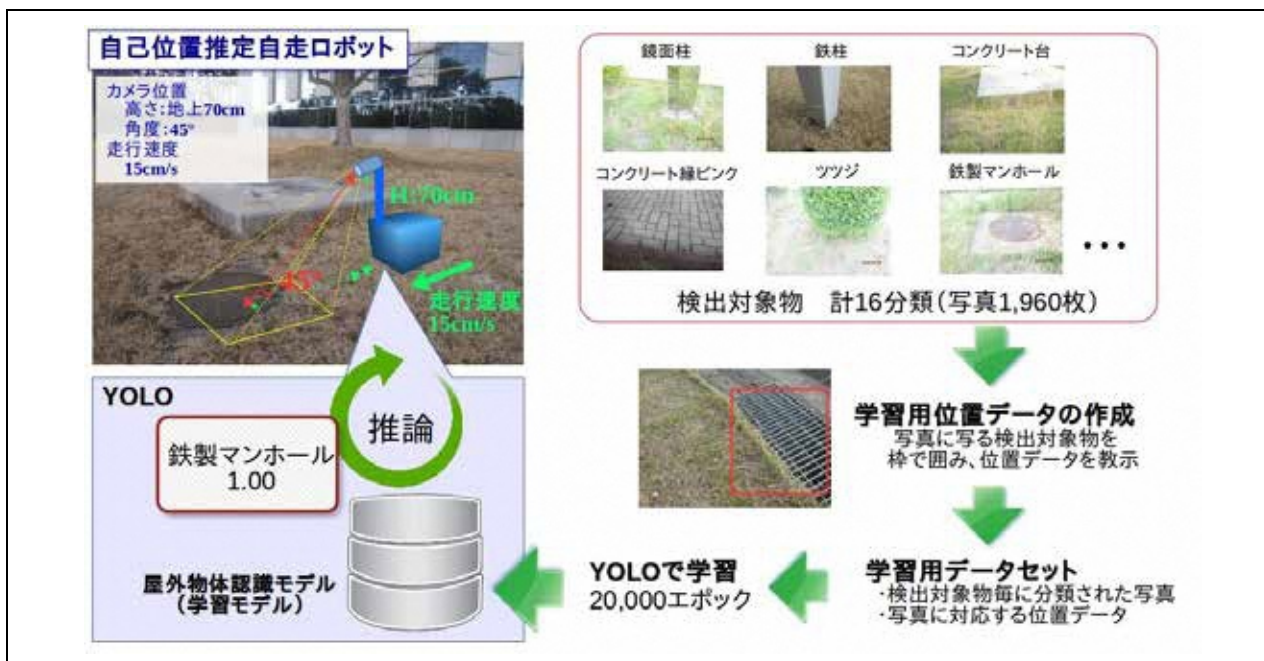 自己位置推定自走ロボット
カメラ位置
高さ:地上70cm
角度:45°
走行速度
15cm/s
H:70cm
45°
走行速度
15cm/s
鏡面柱
鉄柱
コンクリート台
コンクリート縁ピンク
ツツジ
鉄製マンホール
・・・
検出対象物 計16分類(写真1,960枚)
学習用位置データの作成
写真に写る検出対象物を
枠で囲み、位置データを教示
学習用データセット
・検出対象物毎に分類された写真
・写真に対応する位置データ
YOLOで学習
20,000エポック
YOLO
推論
鉄製マンホール
1.00
屋外物体認識モデル
(学習モデル)